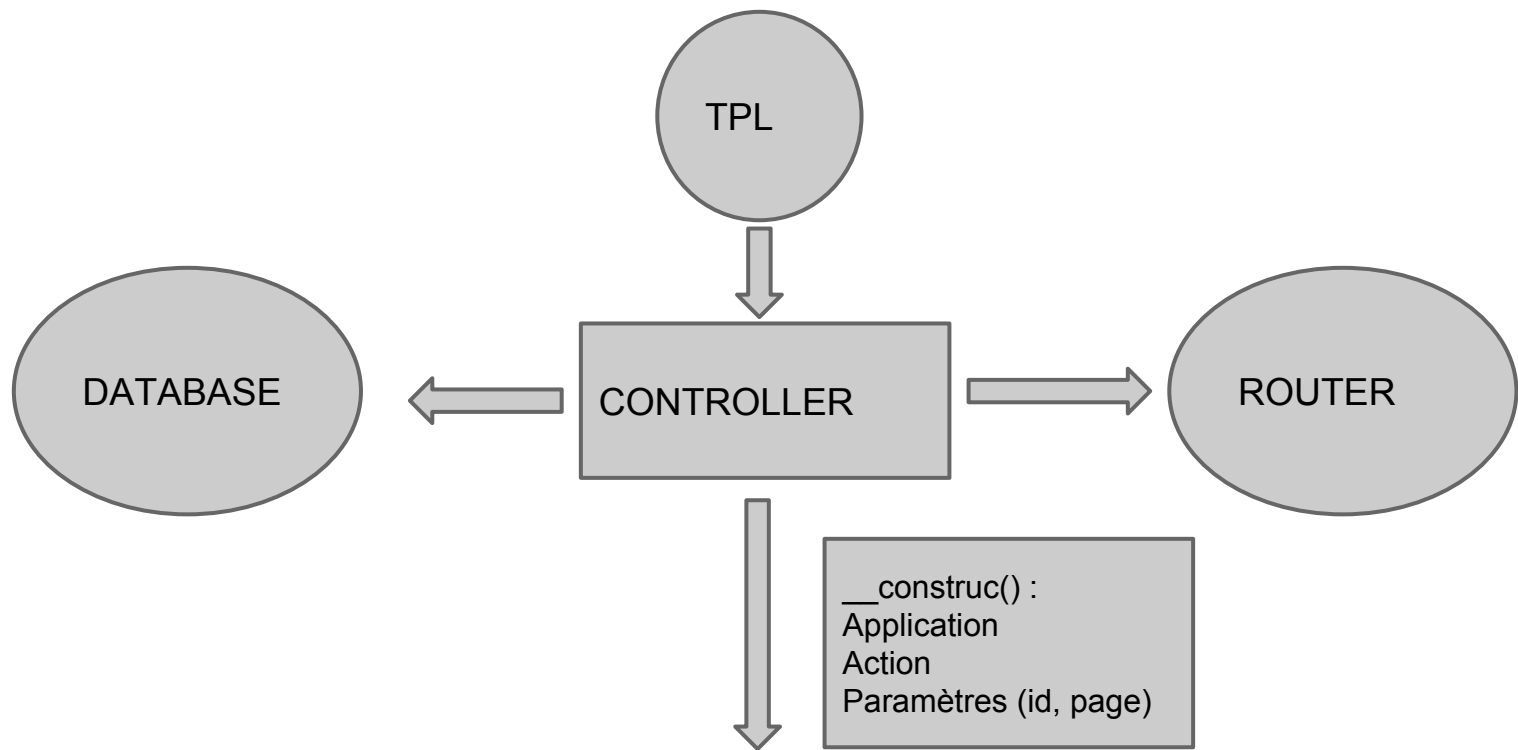 TPL
DATABASE
CONTROLLER
ROUTER
__construc() :
Application
Action
Paramètres (id, page)